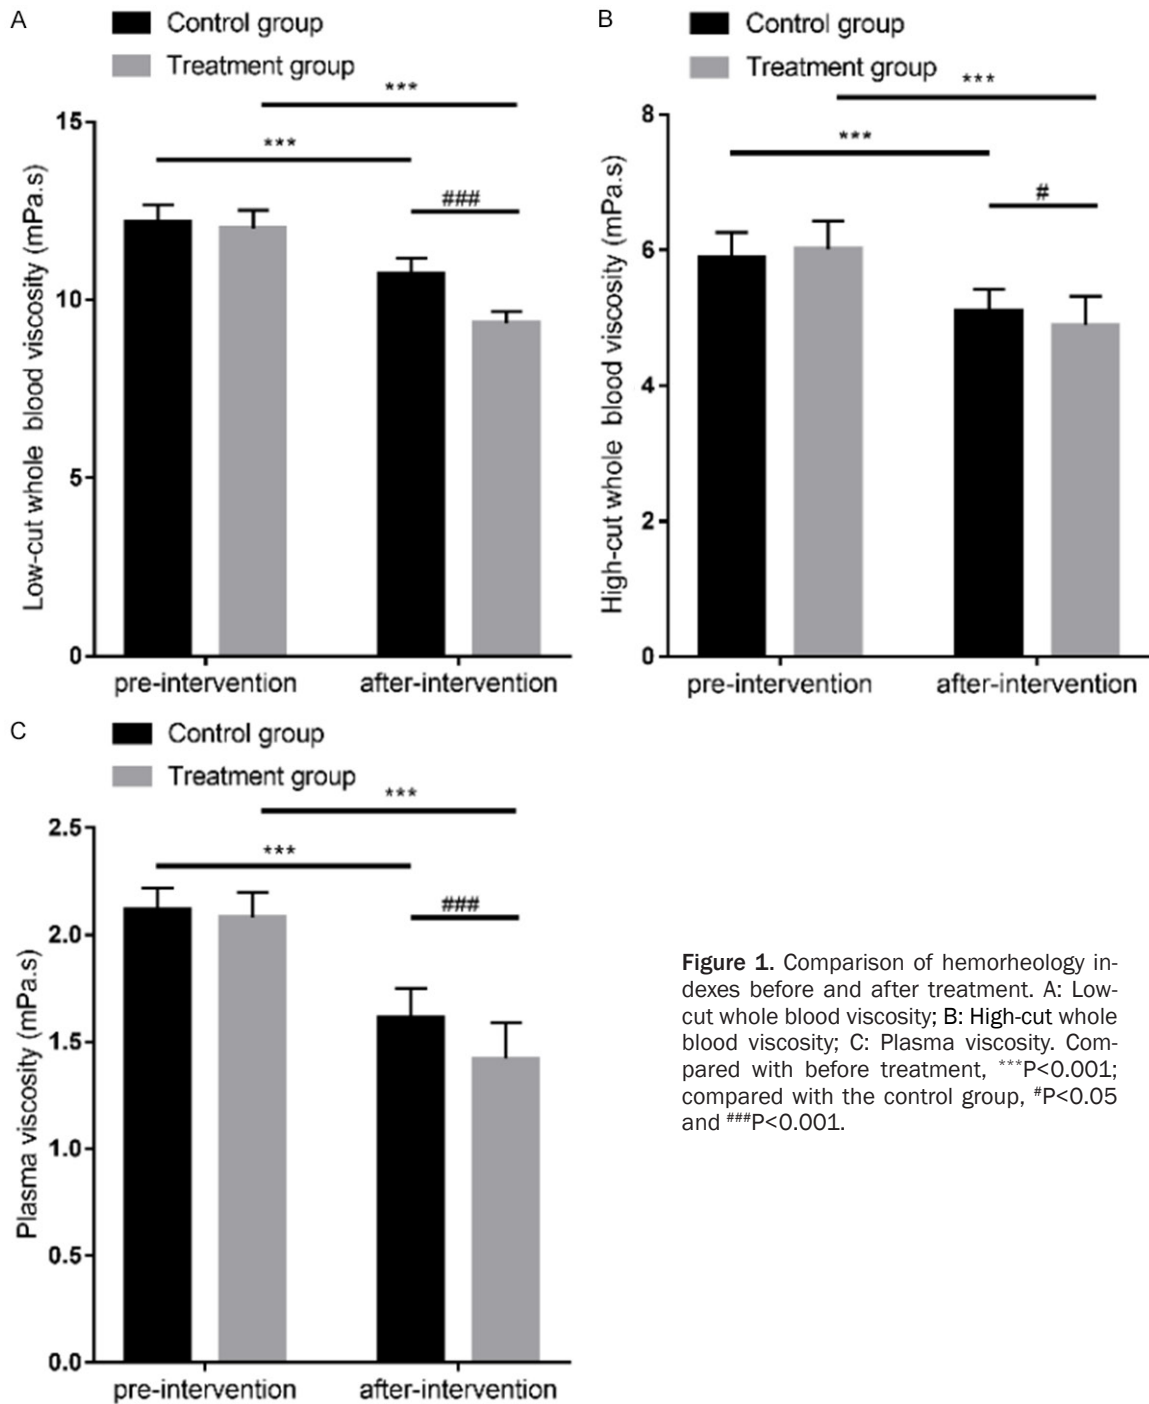 A
Control group
Treatment group
***
***
###
15
10
5
0
Low-cut whole blood viscosity (mPa.s)
pre-intervention
after-intervention
B
Control group
Treatment group
***
***
#
8
6
4
2
0
High-cut whole blood viscosity (mPa.s)
pre-intervention
after-intervention
C
Control group
Treatment group
***
***
###
2.5
2.0
1.5
1.0
0.5
0.0
Plasma viscosity (mPa.s)
pre-intervention
after-intervention
Figure 1. Comparison of hemorheology in-
dexes before and after treatment. A: Low-
cut whole blood viscosity; B: High-cut whole
blood viscosity; C: Plasma viscosity. Com-
pared with before treatment, ***P<0.001;
compared with the control group, #P<0.05
and ###P<0.001.